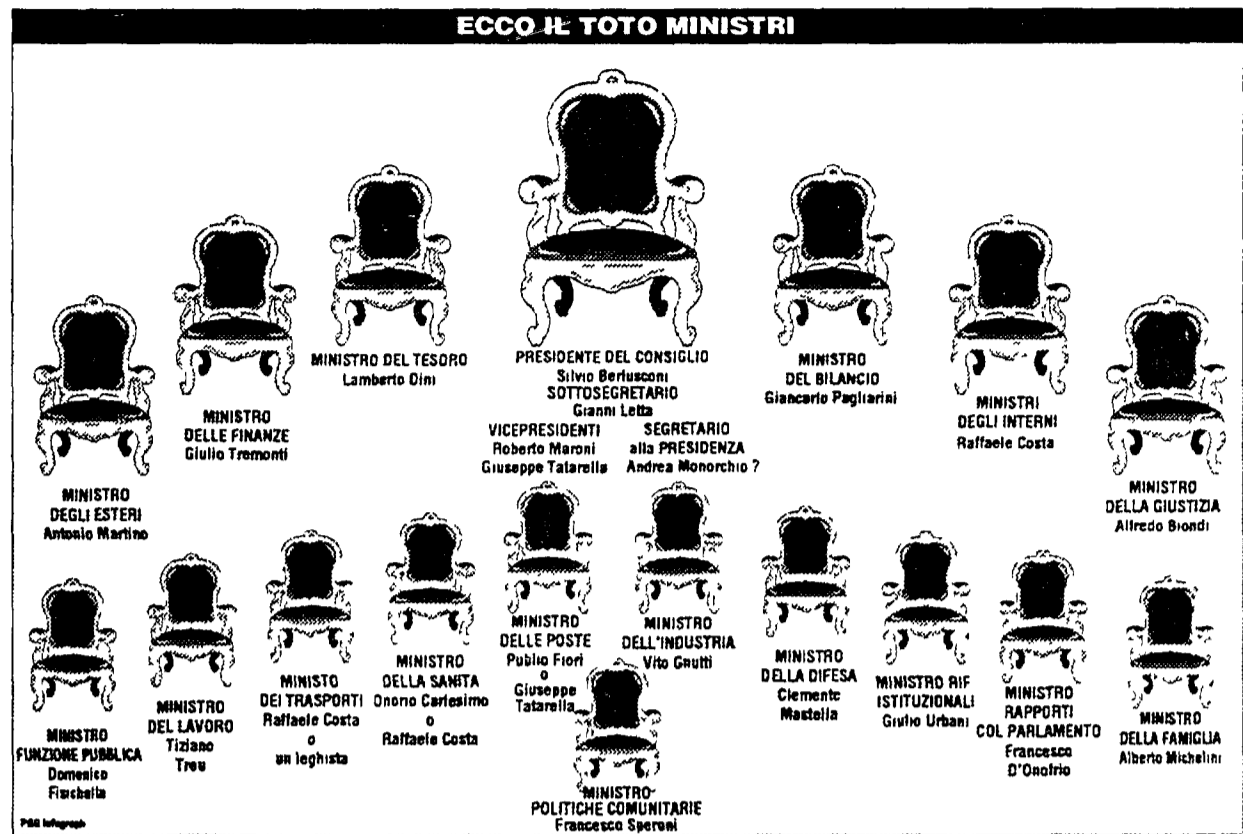 ECCO IL TOTO MINISTRI
PRESIDENTE DEL CONSIGLIO
Silvio Berlusconi
SOTTOSEGRETARIO
Gianni Letta
VICEPRESIDENTI
Roberto Maroni
Giuseppe Tatarella
SEGRETARIO
alla PRESIDENZA
Andrea Monorchio ?
MINISTRO DEL TESORO
Lamberto Dini
MINISTRO
DEL BILANCIO
Giancarlo Pagliarini
MINISTRO
DELLE FINANZE
Giulio Tremonti
MINISTRI
DEGLI INTERNI
Raffaele Costa
MINISTRO
DEGLI ESTERI
Antonio Martino
MINISTRO
DELLA GIUSTIZIA
Alfredo Biondi
MINISTRO
FUNZIONE PUBBLICA
Domenico
Fisichella
MINISTRO
DEL LAVORO
Tiziano
Treu
MINISTO
DEI TRASPORTI
Raffaele Costa
o
un leghista
MINISTRO
DELLA SANITA
Onorio Carlesimo
o
Raffaele Costa
MINISTRO
DELLE POSTE
Publio Fiori
o
Giuseppe
Tatarella
MINISTRO
DELL'INDUSTRIA
Vito Gnutti
MINISTRO
DELLA DIFESA
Clemente
Mastella
MINISTRO RIF
ISTITUZIONALI
Giulio Urbani
MINISTRO
RAPPORTI
COL PARLAMENTO
Francesco
D'Onofrio
MINISTRO
DELLA FAMIGLIA
Alberto Michelini
MINISTRO
POLITICHE COMUNITARIE
Francesco Speroni
P&G Infograph